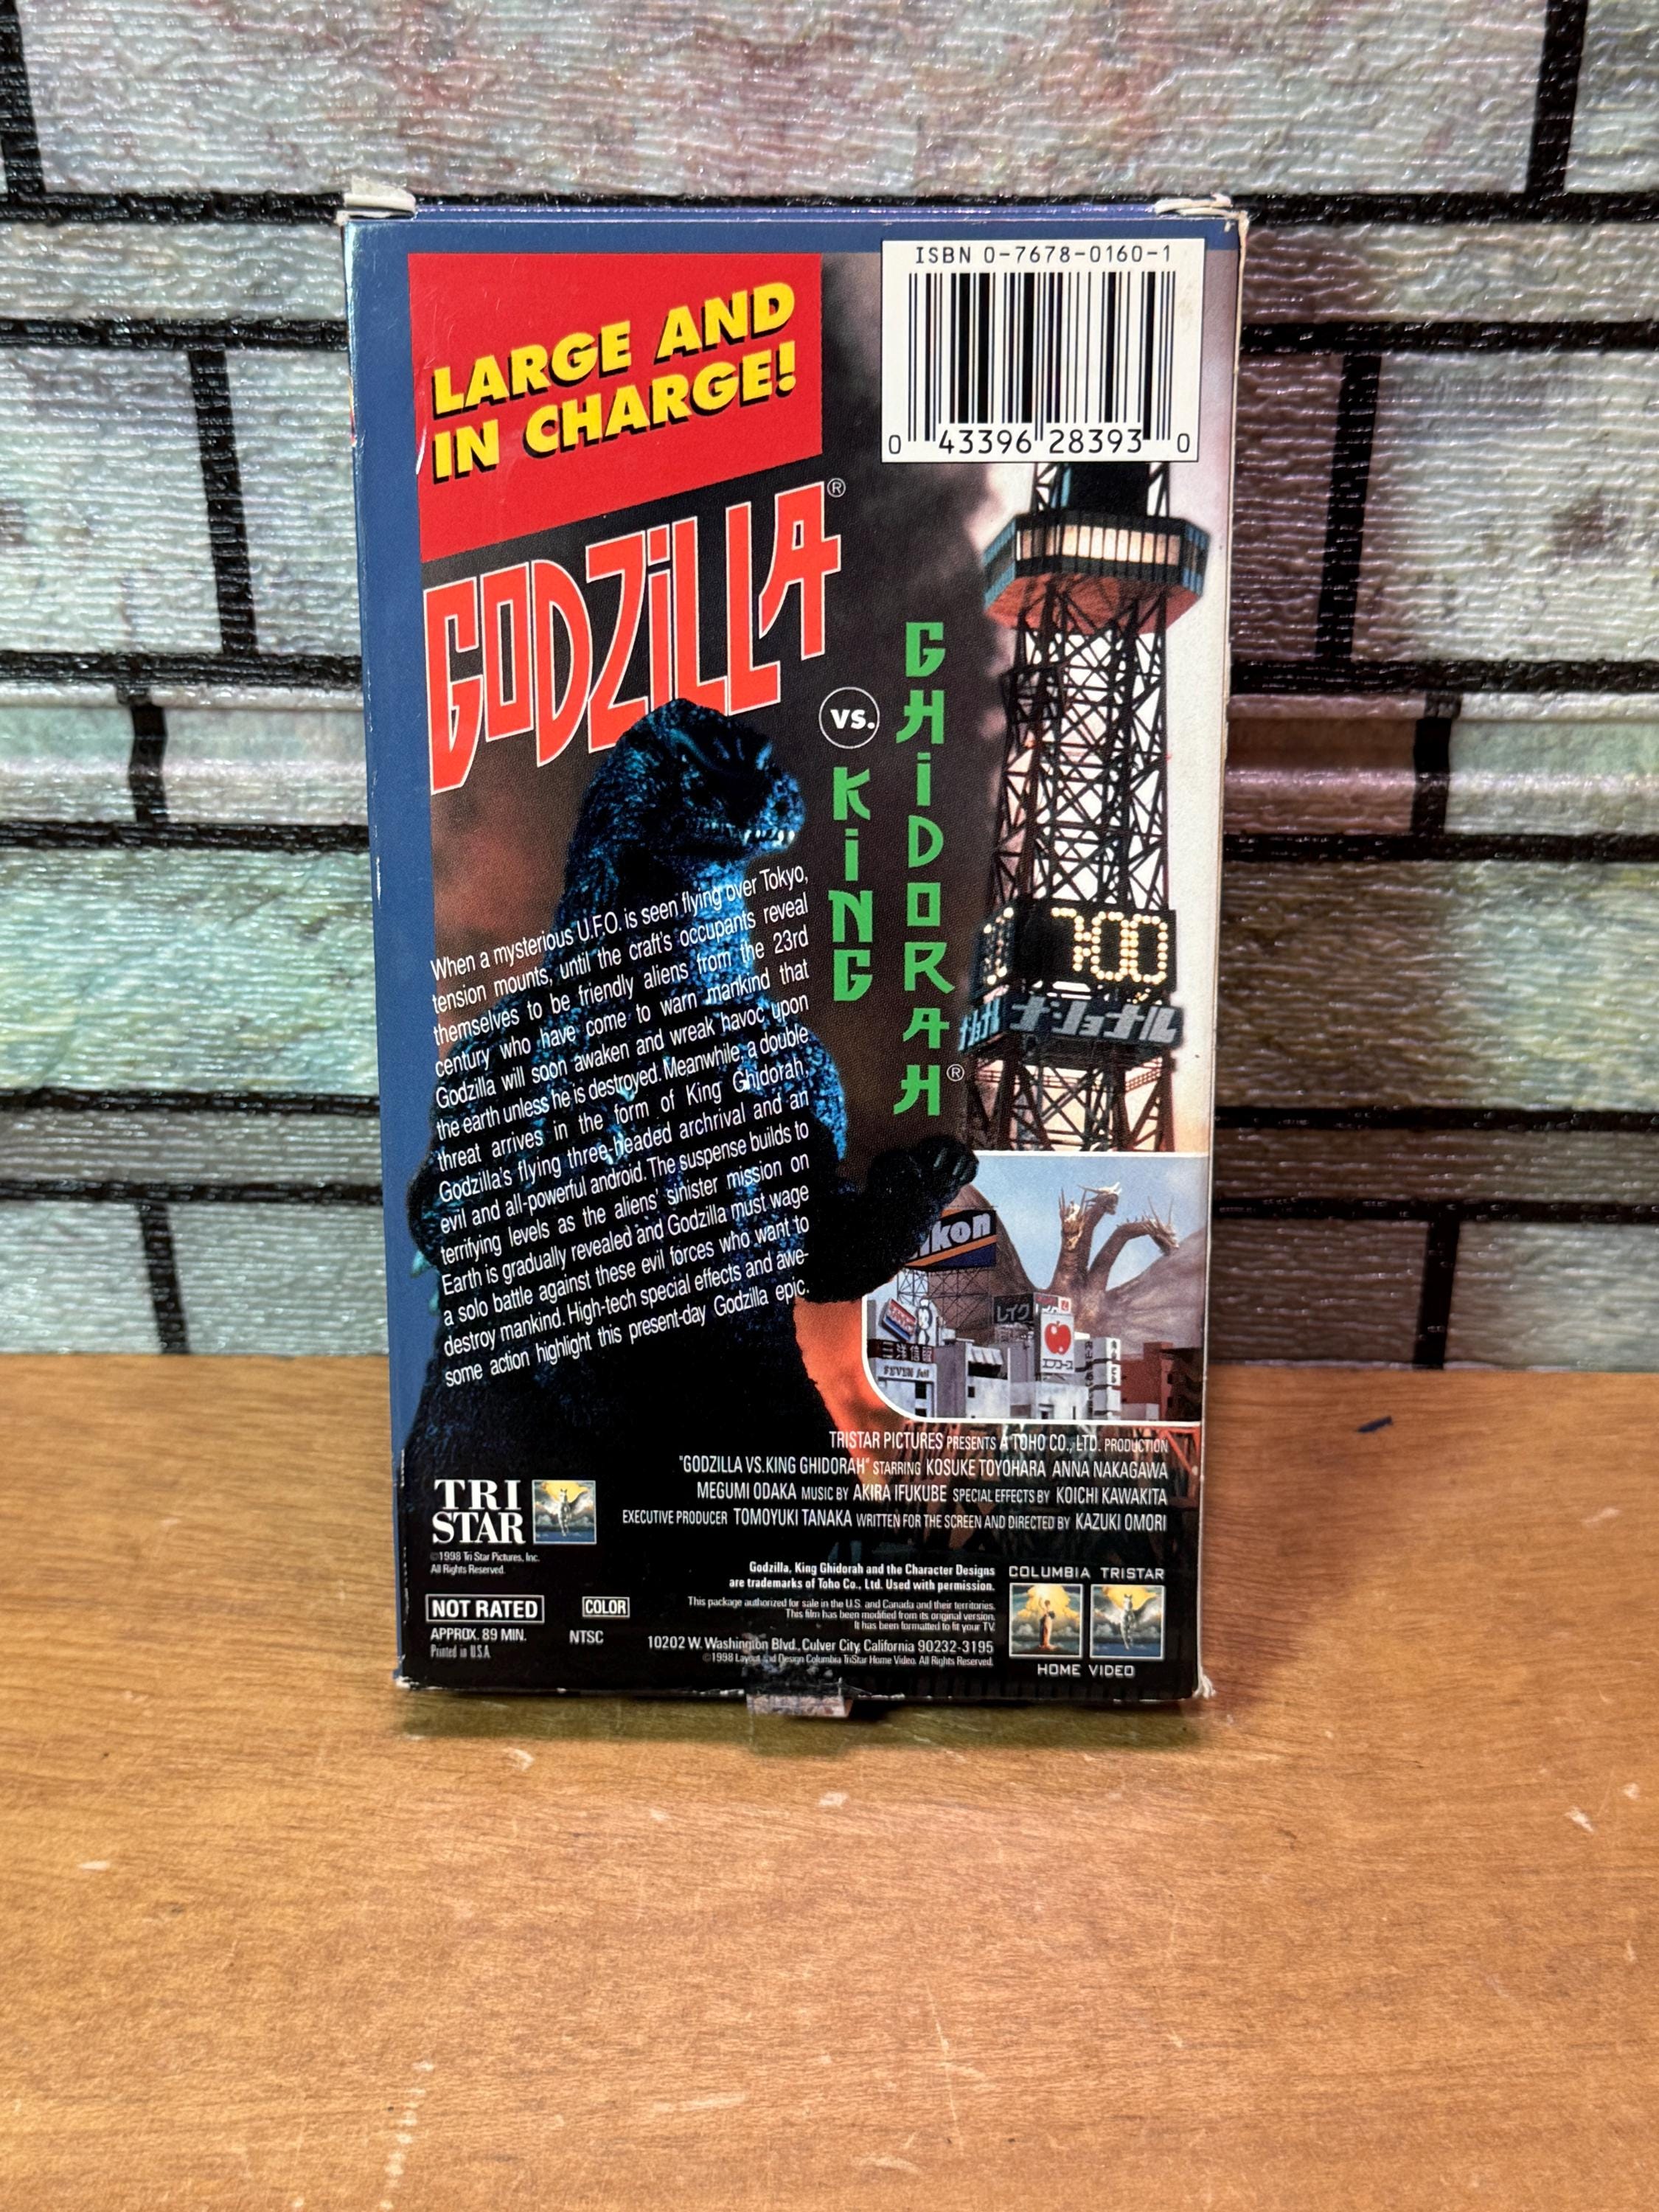 ISBN 0-7678-0160-1
0 43396 28393 0
LARGE AND
IN CHARGE!
GODZiLLA®
vs.
KiNG
GHiDORAH®
When a mysterious U.F.O. is seen flying over Tokyo,
tension mounts, until the craft's occupants reveal
themselves to be friendly aliens from the 23rd
century who have come to warn mankind that
Godzilla will soon awaken and wreak havoc upon
the earth unless he is destroyed. Meanwhile, a double
threat arrives in the form of King Ghidorah,
Godzilla's flying three-headed archrival and an
evil and all-powerful android. The suspense builds to
terrifying levels as the aliens' sinister mission on
Earth is gradually revealed and Godzilla must wage
a solo battle against these evil forces who want to
destroy mankind. High-tech special effects and awe-
some action highlight this present-day Godzilla epic.
7:00
ナショナル
ikon
レイク
三洋信販
TRISTAR PICTURES PRESENTS A TOHO CO., LTD. PRODUCTION
"GODZILLA VS. KING GHIDORAH" STARRING KOSUKE TOYOHARA ANNA NAKAGAWA
MEGUMI ODAKA MUSIC BY AKIRA IFUKUBE SPECIAL EFFECTS BY KOICHI KAWAKITA
EXECUTIVE PRODUCER TOMOYUKI TANAKA WRITTEN FOR THE SCREEN AND DIRECTED BY KAZUKI OMORI
TRI
STAR
©1998 Tri Star Pictures, Inc.
All Rights Reserved.
NOT RATED
COLOR
APPROX. 89 MIN.
NTSC
Printed in U.S.A.
Godzilla, King Ghidorah and the Character Designs
are trademarks of Toho Co., Ltd. Used with permission.
This package authorized for sale in the U.S. and Canada and their territories.
This film has been modified from its original version.
It has been formatted to fit your TV.
10202 W. Washington Blvd., Culver City, California 90232-3195
©1998 Layout and Design Columbia TriStar Home Video. All Rights Reserved.
COLUMBIA TRISTAR
HOME VIDEO